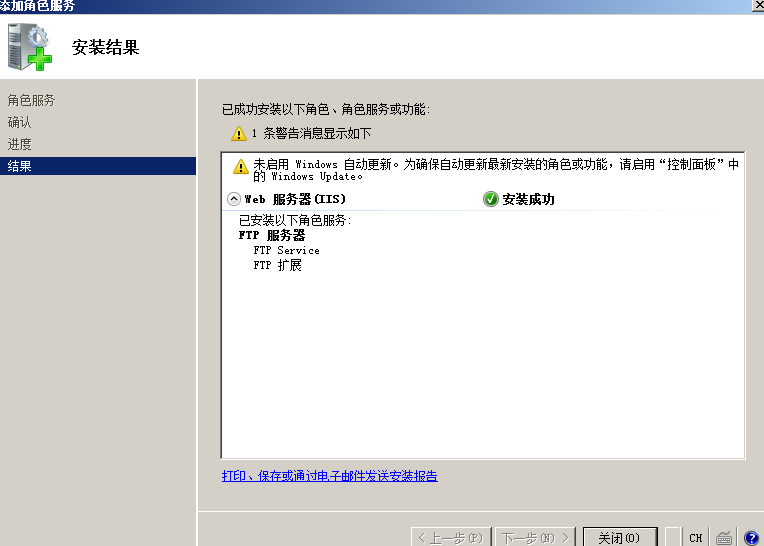 添加角色服务
安装结果
角色服务
确认
进度
结果
已成功安装以下角色、角色服务或功能:
1 条警告消息显示如下
未启用 Windows 自动更新。为确保自动更新最新安装的角色或功能，请启用“控制面板”中
的 Windows Update。
Web 服务器(IIS) 安装成功
已安装以下角色服务:
FTP 服务器
FTP Service
FTP 扩展
打印、保存或通过电子邮件发送安装报告
< 上一步(P) 下一步(N) > 关闭(O) CH